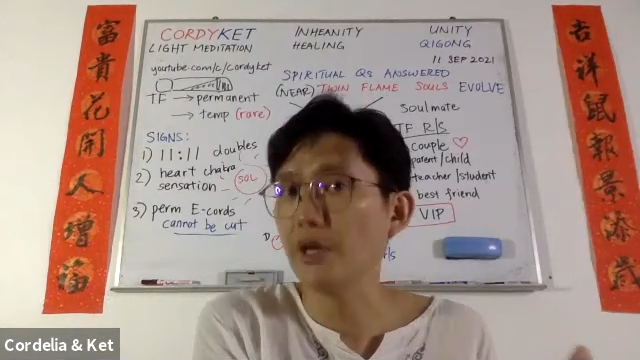 CORDYKET
LIGHT MEDITATION
INHEANITY
HEALING
UNITY
QIGONG
11 SEP 2021
youtube.com/c/cordyket
SPIRITUAL Qs ANSWERED
(NEAR) TWIN FLAME SOULS EVOLVE
TF → permanent
→ temp (rare)
SIGNS:
1) 11:11 doubles
2) heart chakra
sensation
SOL
3) perm E-cords
cannot be cut
soulmate
TF R/S
couple
parent/child
teacher/student
best friend
VIP
富貴花開人增福
吉祥鼠報景添歲
Cordelia & Ket